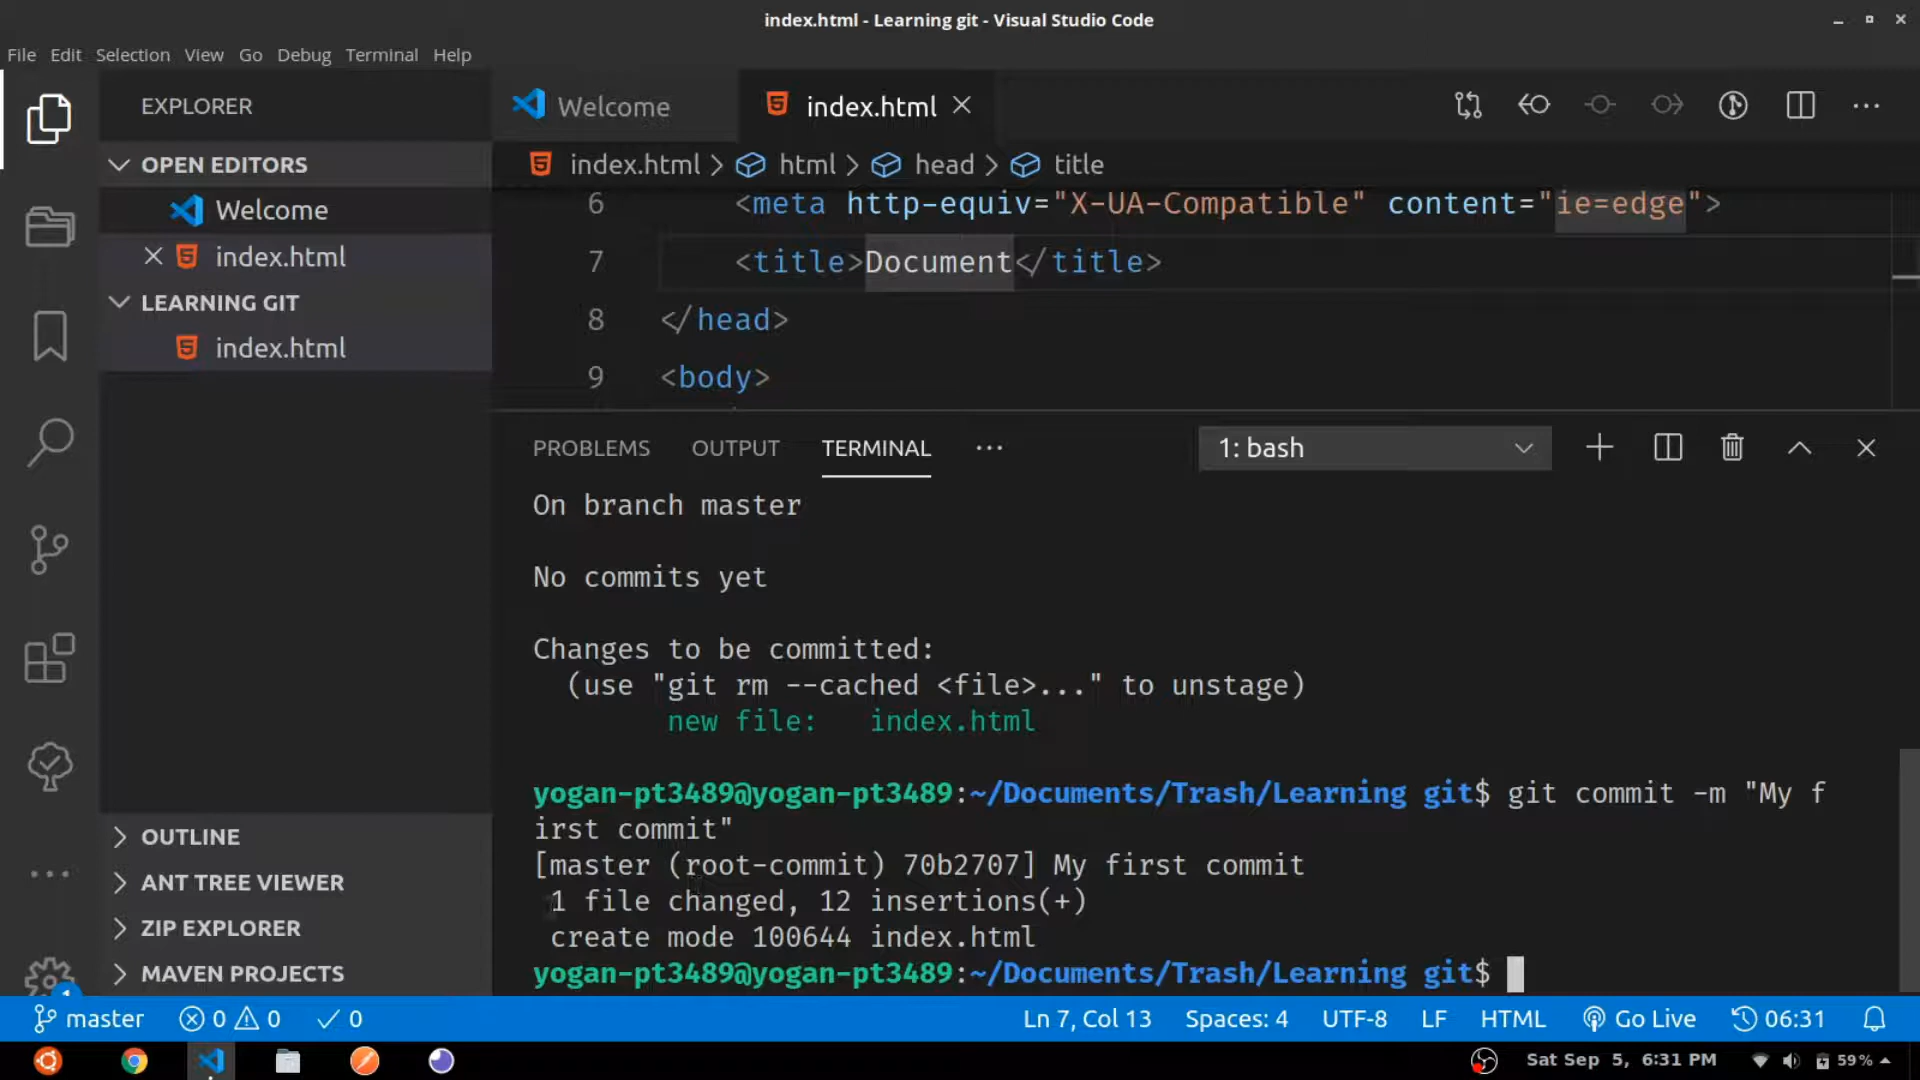 index.html - Learning git - Visual Studio Code
File Edit Selection View Go Debug Terminal Help
EXPLORER
OPEN EDITORS
Welcome
index.html
LEARNING GIT
index.html
OUTLINE
ANT TREE VIEWER
ZIP EXPLORER
MAVEN PROJECTS
Welcome index.html
index.html > html > head > title
6 <meta http-equiv="X-UA-Compatible" content="ie=edge">
7 <title>Document</title>
8 </head>
9 <body>
PROBLEMS OUTPUT TERMINAL ··· 1: bash
On branch master
No commits yet
Changes to be committed:
(use "git rm --cached <file>..." to unstage)
new file: index.html
yogan-pt3489@yogan-pt3489:~/Documents/Trash/Learning git$ git commit -m "My f
irst commit"
[master (root-commit) 70b2707] My first commit
1 file changed, 12 insertions(+)
create mode 100644 index.html
yogan-pt3489@yogan-pt3489:~/Documents/Trash/Learning git$
master 0 0 0 Ln 7, Col 13 Spaces: 4 UTF-8 LF HTML Go Live 06:31
Sat Sep 5, 6:31 PM 59%